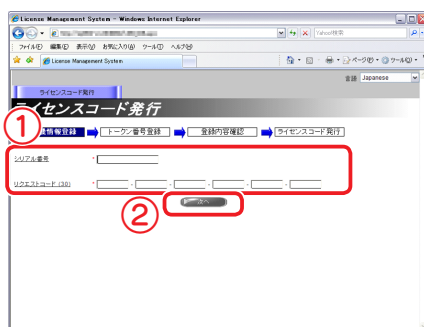 License Management System - Windows Internet Explorer
Yahoo!検索
ファイル(F) 編集(E) 表示(V) お気に入り(A) ツール(T) ヘルプ(H)
License Management System
ページ(P) ツール(O)
言語 Japanese
ライセンスコード発行
ライセンスコード発行
情報登録 トークン番号登録 登録内容確認 ライセンスコード発行
①
シリアル番号 *
リクエストコード (30) * - - - - -
② 次へ